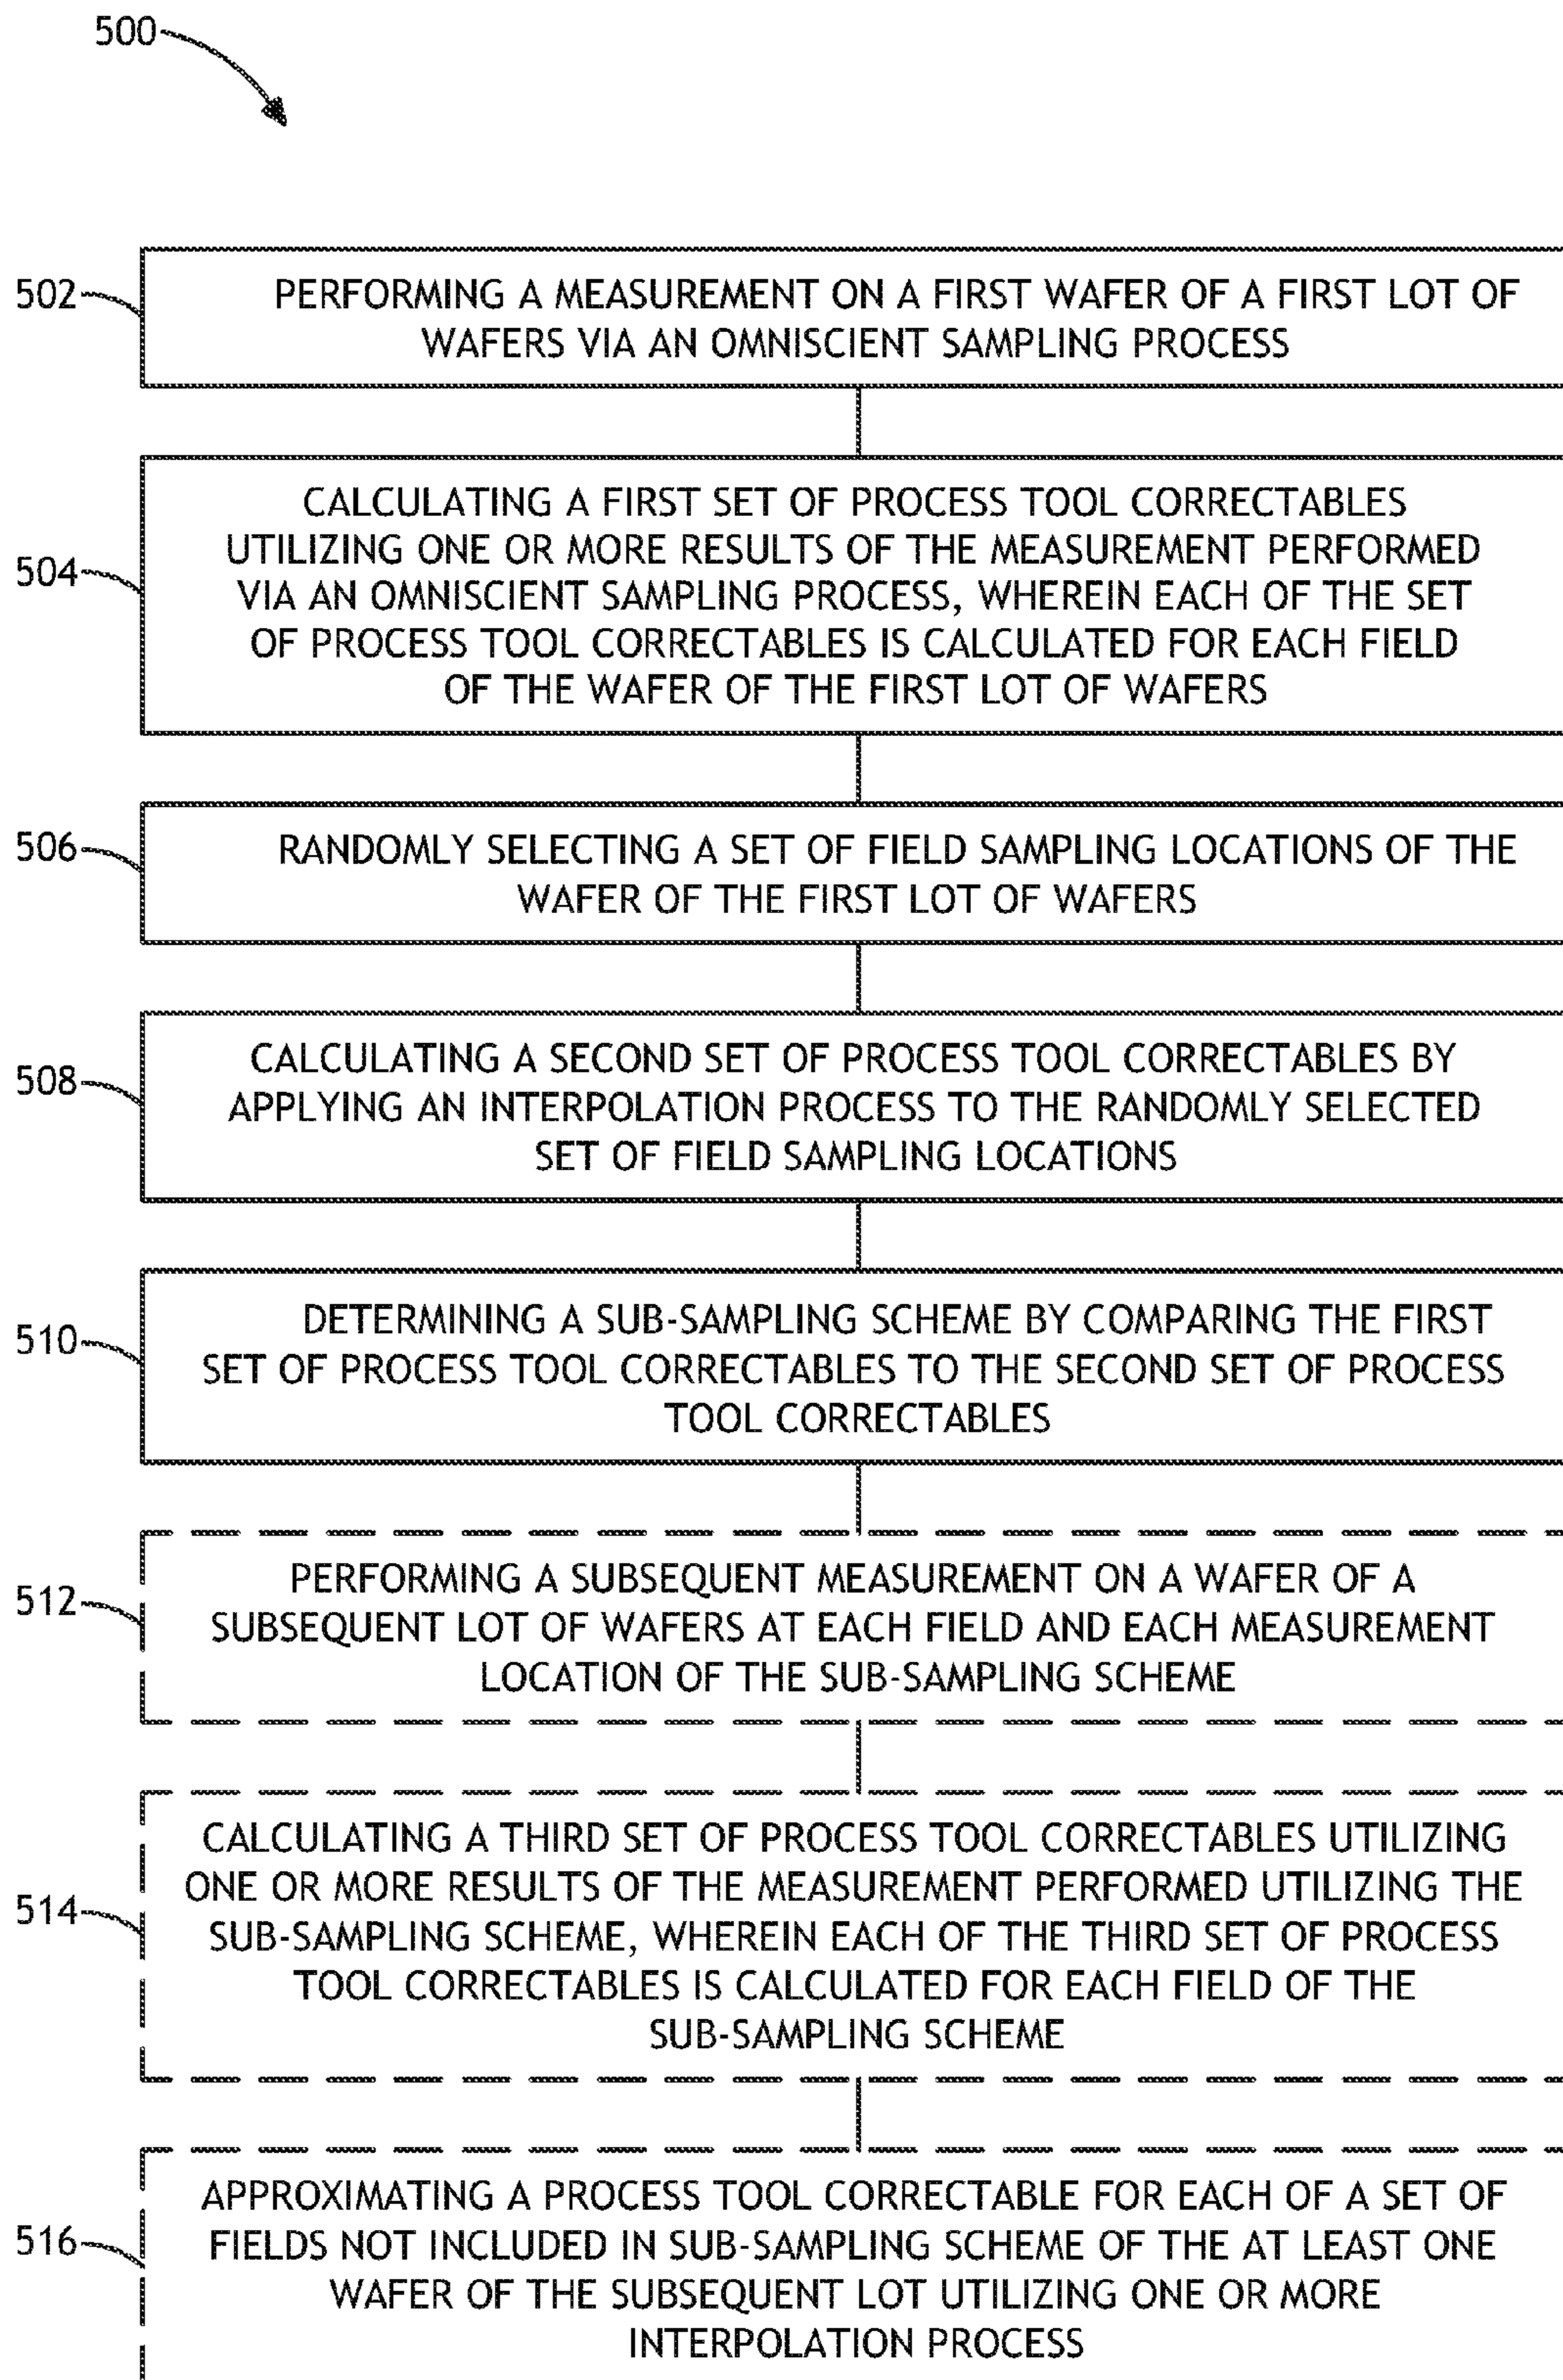 500
502
PERFORMING A MEASUREMENT ON A FIRST WAFER OF A FIRST LOT OF
WAFERS VIA AN OMNISCIENT SAMPLING PROCESS
504
CALCULATING A FIRST SET OF PROCESS TOOL CORRECTABLES
UTILIZING ONE OR MORE RESULTS OF THE MEASUREMENT PERFORMED
VIA AN OMNISCIENT SAMPLING PROCESS, WHEREIN EACH OF THE SET
OF PROCESS TOOL CORRECTABLES IS CALCULATED FOR EACH FIELD
OF THE WAFER OF THE FIRST LOT OF WAFERS
506
RANDOMLY SELECTING A SET OF FIELD SAMPLING LOCATIONS OF THE
WAFER OF THE FIRST LOT OF WAFERS
508
CALCULATING A SECOND SET OF PROCESS TOOL CORRECTABLES BY
APPLYING AN INTERPOLATION PROCESS TO THE RANDOMLY SELECTED
SET OF FIELD SAMPLING LOCATIONS
510
DETERMINING A SUB-SAMPLING SCHEME BY COMPARING THE FIRST
SET OF PROCESS TOOL CORRECTABLES TO THE SECOND SET OF PROCESS
TOOL CORRECTABLES
512
PERFORMING A SUBSEQUENT MEASUREMENT ON A WAFER OF A
SUBSEQUENT LOT OF WAFERS AT EACH FIELD AND EACH MEASUREMENT
LOCATION OF THE SUB-SAMPLING SCHEME
514
CALCULATING A THIRD SET OF PROCESS TOOL CORRECTABLES UTILIZING
ONE OR MORE RESULTS OF THE MEASUREMENT PERFORMED UTILIZING THE
SUB-SAMPLING SCHEME, WHEREIN EACH OF THE THIRD SET OF PROCESS
TOOL CORRECTABLES IS CALCULATED FOR EACH FIELD OF THE
SUB-SAMPLING SCHEME
516
APPROXIMATING A PROCESS TOOL CORRECTABLE FOR EACH OF A SET OF
FIELDS NOT INCLUDED IN SUB-SAMPLING SCHEME OF THE AT LEAST ONE
WAFER OF THE SUBSEQUENT LOT UTILIZING ONE OR MORE
INTERPOLATION PROCESS